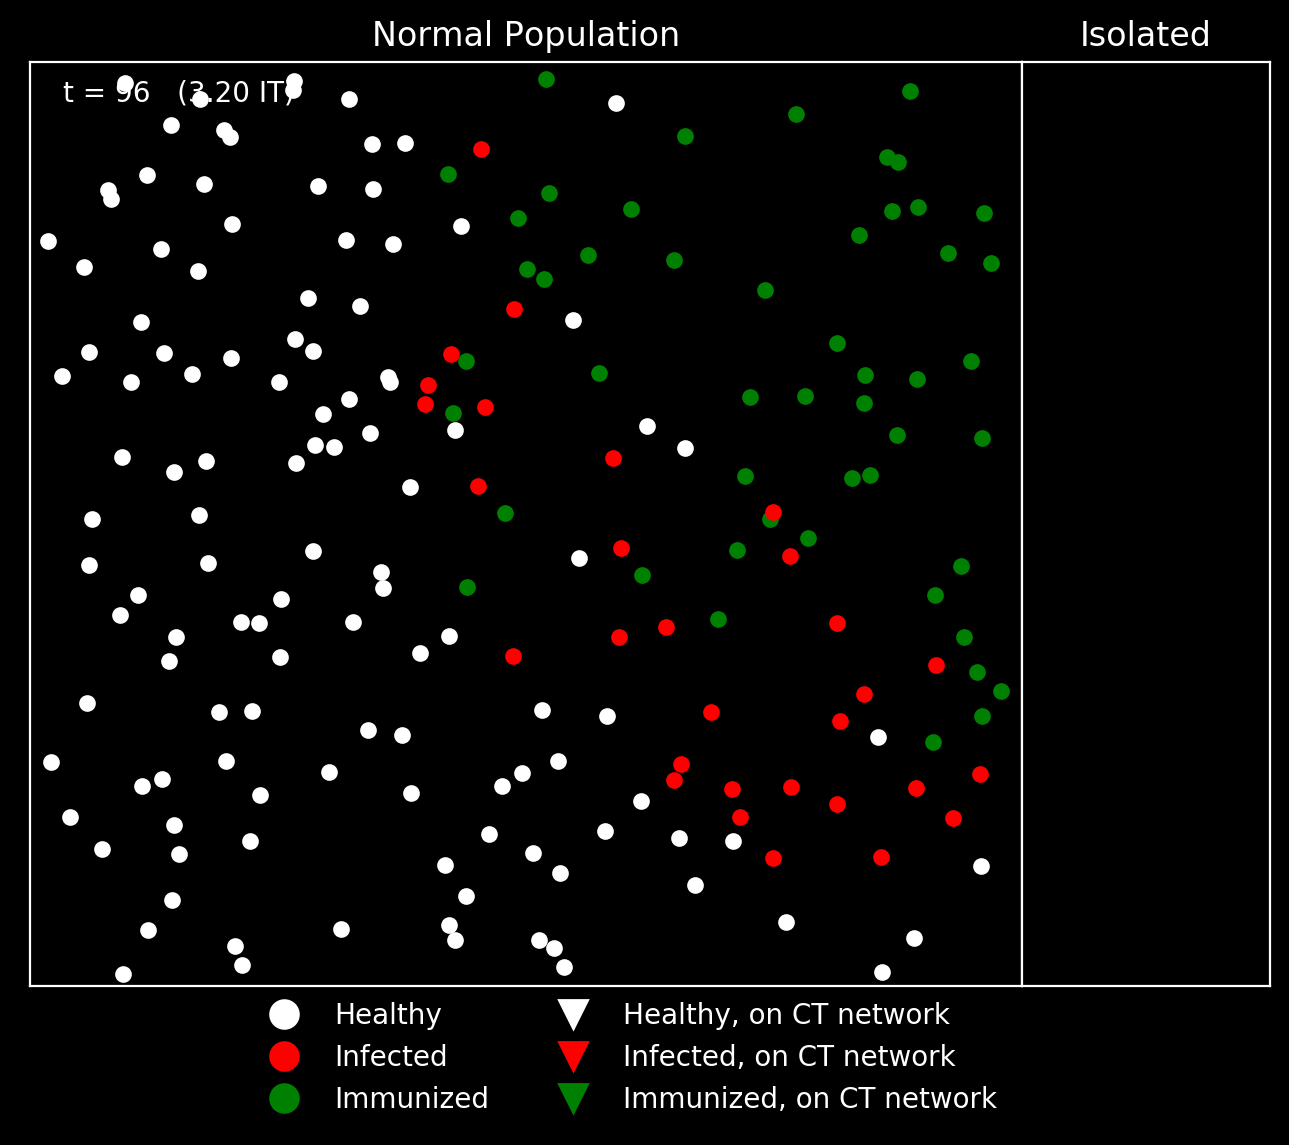 Normal Population
Isolated
t = 96   (3.20 IT)
Healthy
Infected
Immunized
Healthy, on CT network
Infected, on CT network
Immunized, on CT network